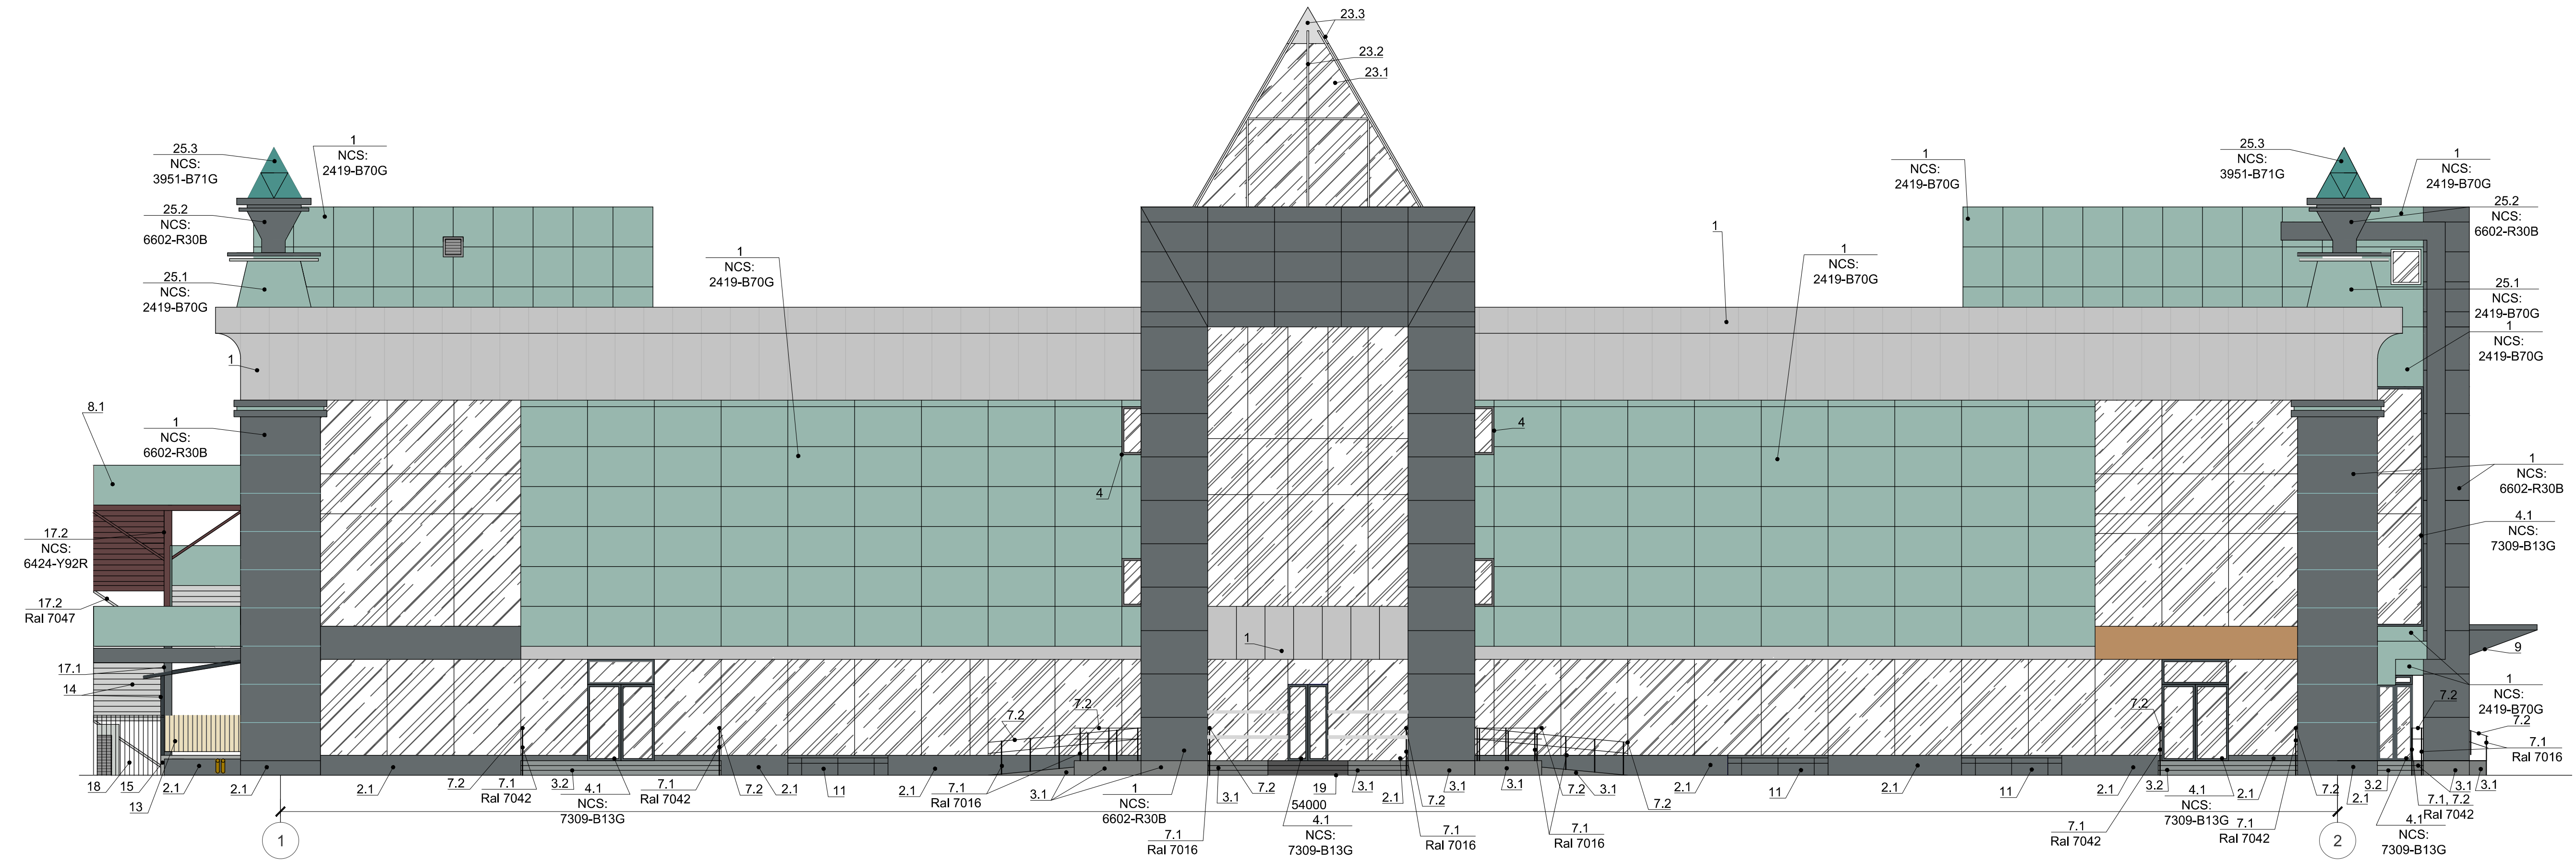 23.3
23.2
23.1
25.3
NCS:
3951-B71G
1
NCS:
2419-B70G
25.2
NCS:
6602-R30B
25.1
NCS:
2419-B70G
1
NCS:
2419-B70G
1
1
NCS:
2419-B70G
1
NCS:
2419-B70G
25.3
NCS:
3951-B71G
1
NCS:
2419-B70G
25.2
NCS:
6602-R30B
25.1
NCS:
2419-B70G
1
NCS:
2419-B70G
1
8.1
1
NCS:
6602-R30B
4
4
1
NCS:
6602-R30B
4.1
NCS:
7309-B13G
17.2
NCS:
6424-Y92R
17.2
Ral 7047
17.1
14
1
9
1
NCS:
2419-B70G
7.2
7.2
7.2
7.2
7.2
7.1
Ral 7016
18
15
13
2.1
2.1
2.1
7.2
7.1
Ral 7042
3.2
4.1
NCS:
7309-B13G
7.1
Ral 7042
7.2
2.1
11
2.1
7.1
Ral 7016
3.1
1
NCS:
6602-R30B
7.1
Ral 7016
3.1
7.2
19
54000
4.1
NCS:
7309-B13G
3.1
2.1
7.2
7.1
Ral 7016
3.1
3.1
7.2
7.1
Ral 7016
3.1
7.2
2.1
11
2.1
11
2.1
7.1
Ral 7042
3.2
4.1
NCS:
7309-B13G
2.1
7.1
Ral 7042
7.2
2.1
3.2
4.1
NCS:
7309-B13G
3.1
3.1
7.1, 7.2
Ral 7042
1
2